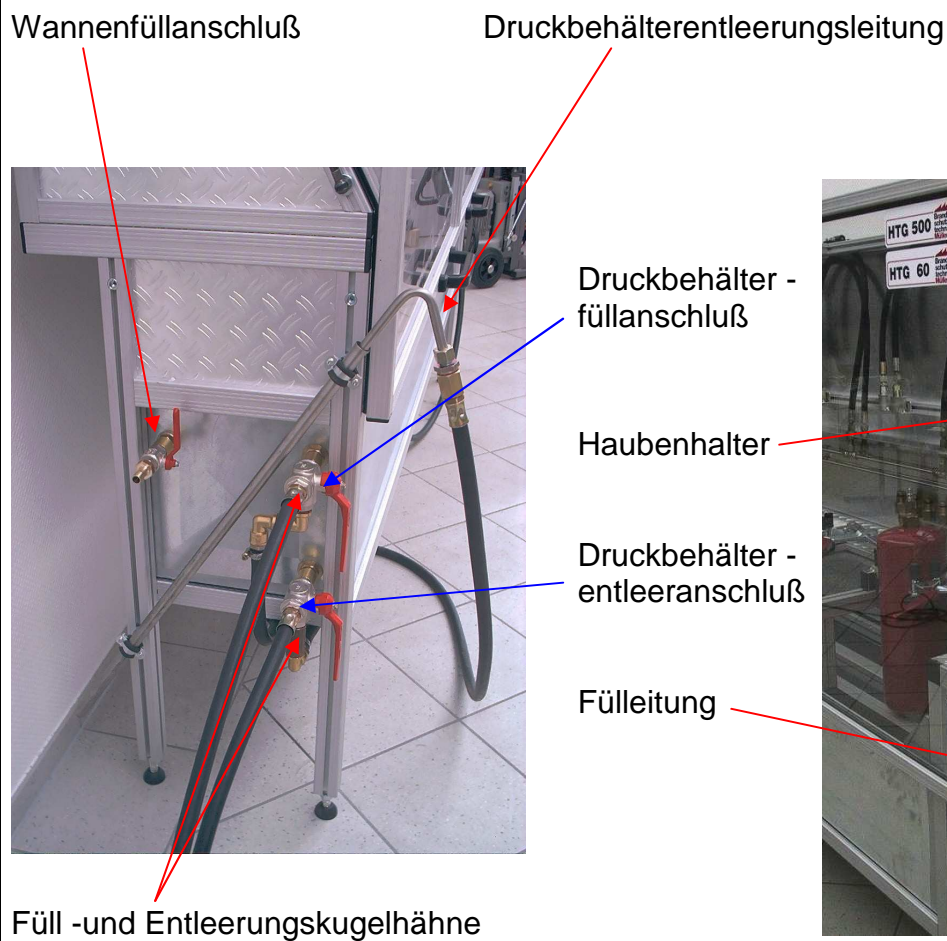 Wannenfüllanschluß
Druckbehälterentleerungsleitung
Druckbehälter -
füllanschluß
HTG 500
HTG 60
Haubenhalter
Druckbehälter -
entleeranschluß
Fülleitung
Füll -und Entleerungskugelhähne